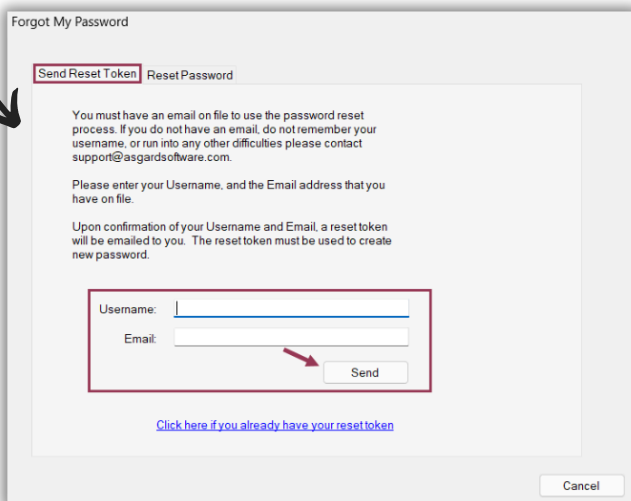 Forgot My Password
Send Reset Token
Reset Password
You must have an email on file to use the password reset
process. If you do not have an email, do not remember your
username, or run into any other difficulties please contact
support@asgardsoftware.com.
Please enter your Username, and the Email address that you
have on file.
Upon confirmation of your Username and Email, a reset token
will be emailed to you. The reset token must be used to create
new password.
Username:
Email:
Send
Click here if you already have your reset token
Cancel